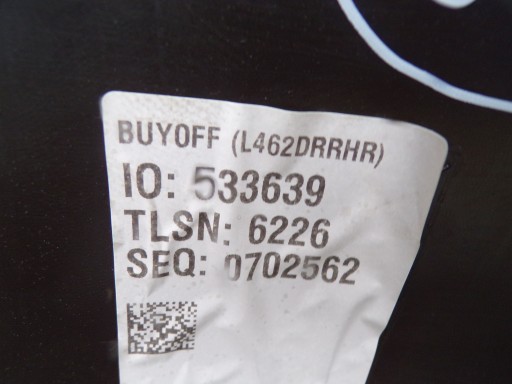 BUYOFF (L462DRRHR)
IO: 533639
TLSN: 6226
SEQ: 0702562